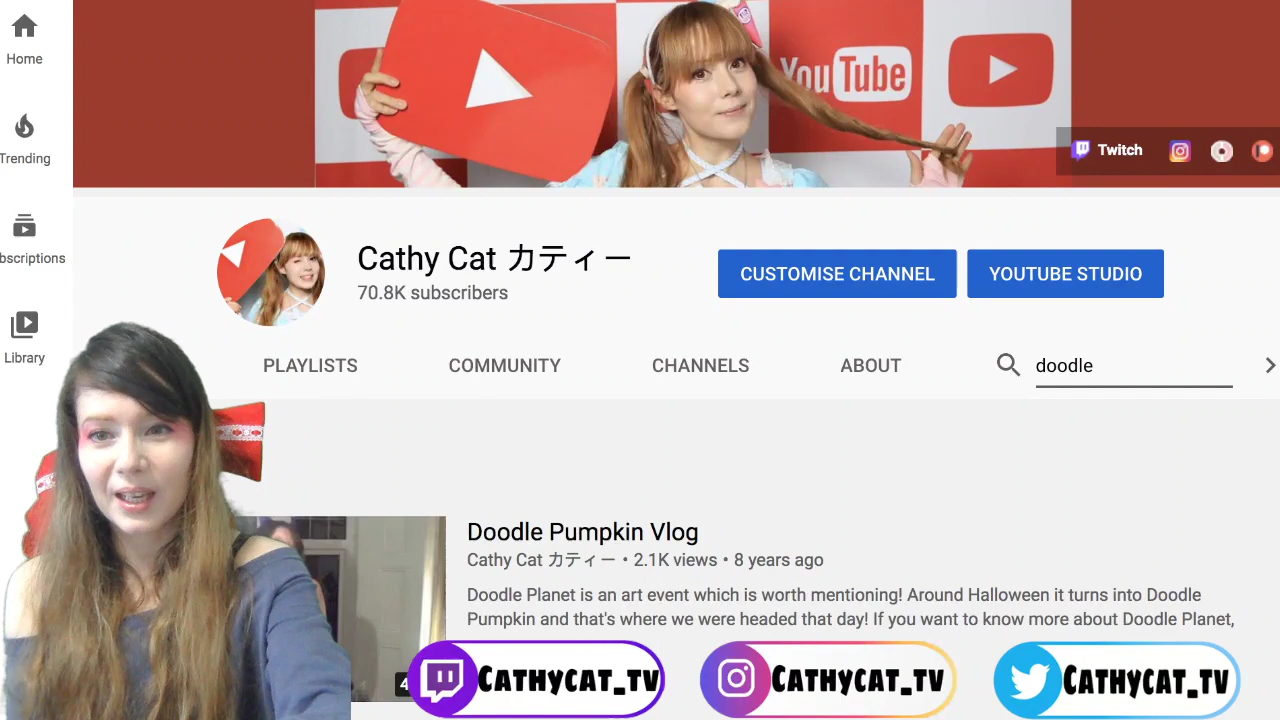 Home
Trending
bscriptions
Library
YouTube
Twitch
Cathy Cat カティー
70.8K subscribers
CUSTOMISE CHANNEL
YOUTUBE STUDIO
PLAYLISTS
COMMUNITY
CHANNELS
ABOUT
doodle
Doodle Pumpkin Vlog
Cathy Cat カティー • 2.1K views • 8 years ago
Doodle Planet is an art event which is worth mentioning! Around Halloween it turns into Doodle
Pumpkin and that's where we were headed that day! If you want to know more about Doodle Planet,
4
Cathycat_tv
Cathycat_tv
Cathycat_tv